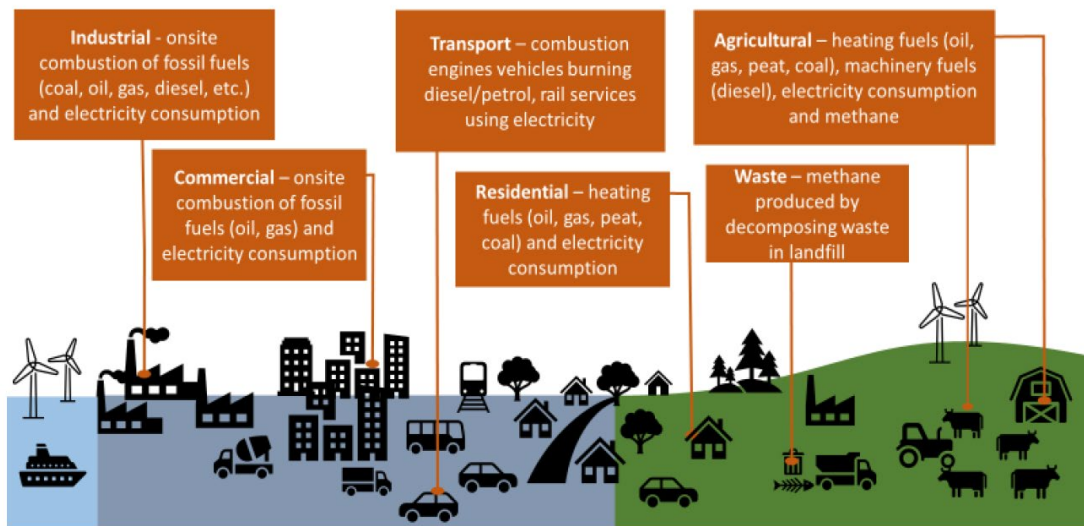 Industrial - onsite
combustion of fossil fuels
(coal, oil, gas, diesel, etc.)
and electricity consumption
Commercial – onsite
combustion of fossil
fuels (oil, gas) and
electricity consumption
Transport – combustion
engines vehicles burning
diesel/petrol, rail services
using electricity
Residential – heating
fuels (oil, gas, peat,
coal) and electricity
consumption
Waste – methane
produced by
decomposing waste
in landfill
Agricultural – heating fuels (oil,
gas, peat, coal), machinery fuels
(diesel), electricity consumption
and methane